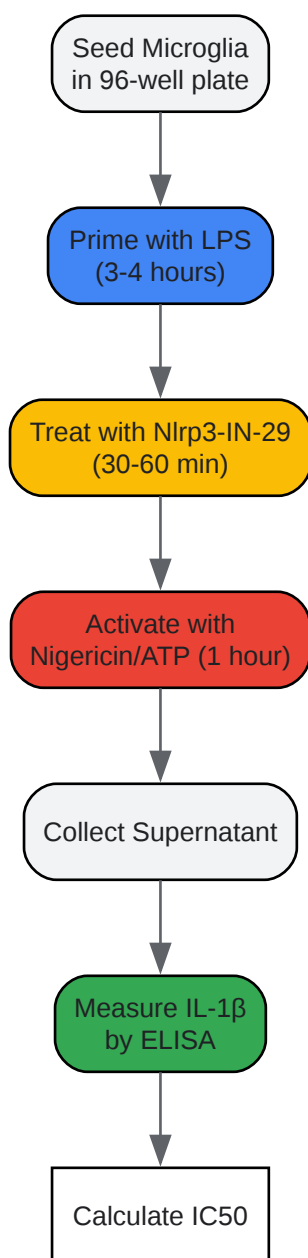 Seed Microglia
in 96-well plate
Prime with LPS
(3-4 hours)
Treat with Nlrp3-IN-29
(30-60 min)
Activate with
Nigericin/ATP (1 hour)
Collect Supernatant
Measure IL-1β
by ELISA
Calculate IC50